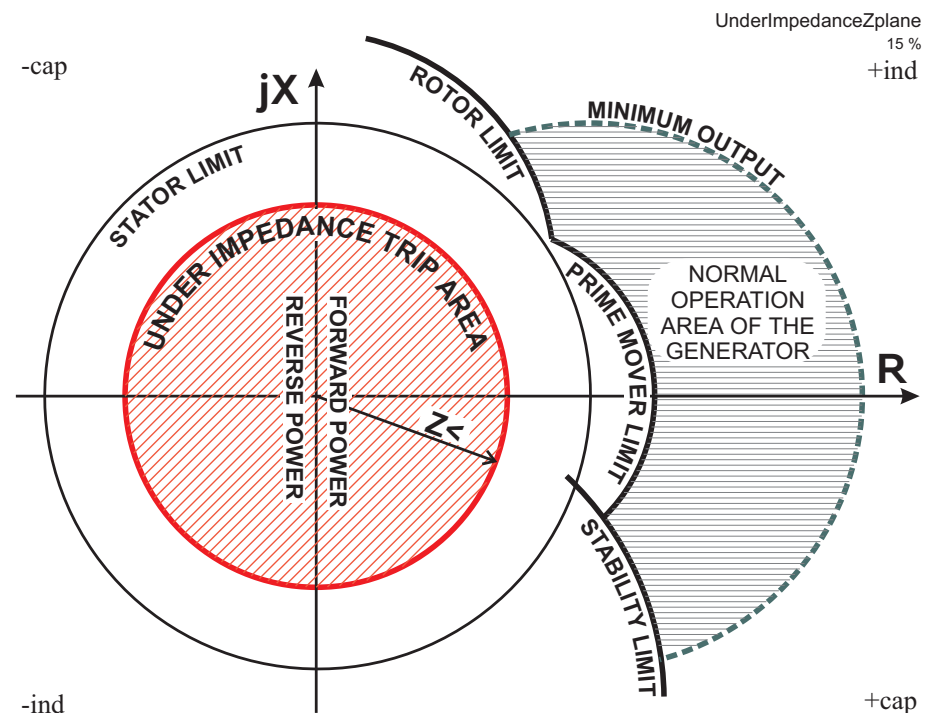 UnderImpedanceZplane
15 %
-cap
+ind
jX
ROTOR LIMIT
MINIMUM OUTPUT
STATOR LIMIT
UNDER IMPEDANCE TRIP AREA
PRIME MOVER LIMIT
NORMAL
OPERATION
AREA OF THE
GENERATOR
FORWARD POWER
REVERSE POWER
R
Z<
STABILITY LIMIT
-ind
+cap